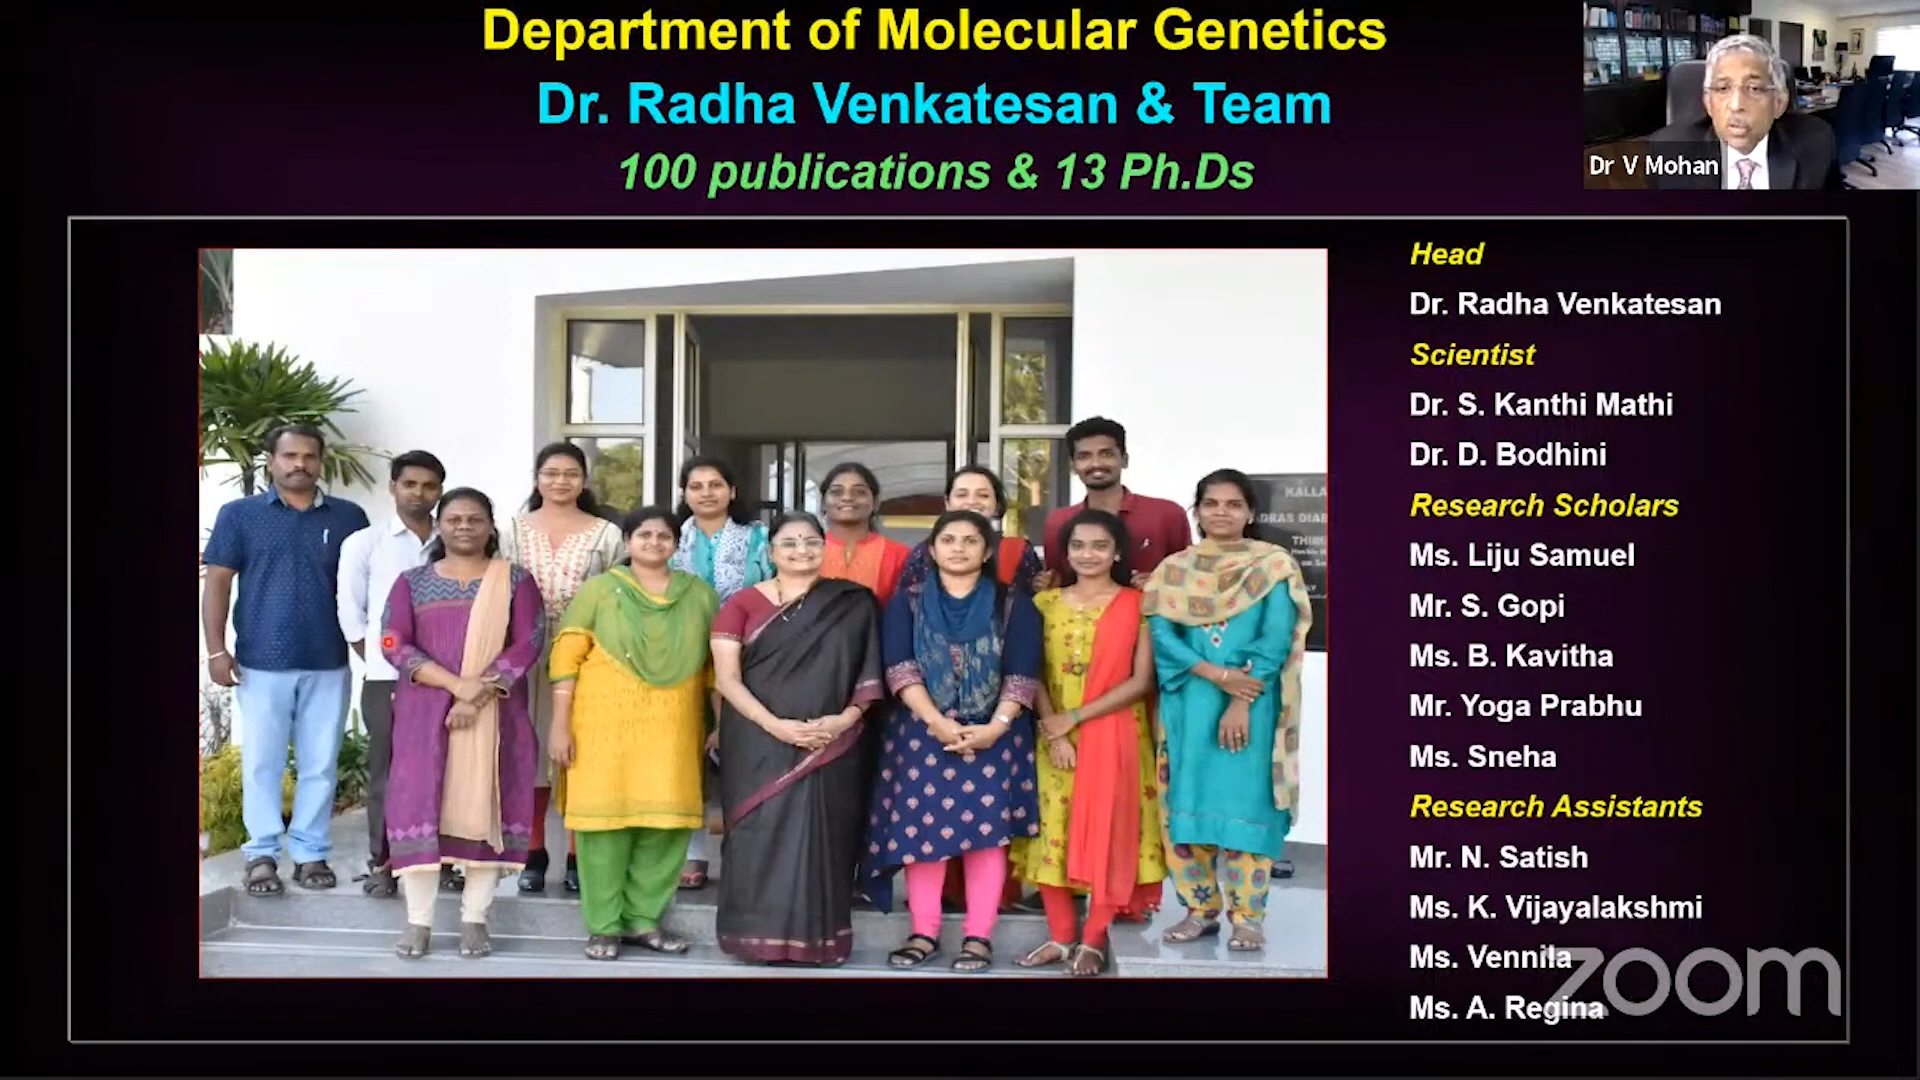 Department of Molecular Genetics
Dr. Radha Venkatesan & Team
100 publications & 13 Ph.Ds
Dr V Mohan
Head
Dr. Radha Venkatesan
Scientist
Dr. S. Kanthi Mathi
Dr. D. Bodhini
Research Scholars
Ms. Liju Samuel
Mr. S. Gopi
Ms. B. Kavitha
Mr. Yoga Prabhu
Ms. Sneha
Research Assistants
Mr. N. Satish
Ms. K. Vijayalakshmi
Ms. Vennila
Ms. A. Regina
zoom